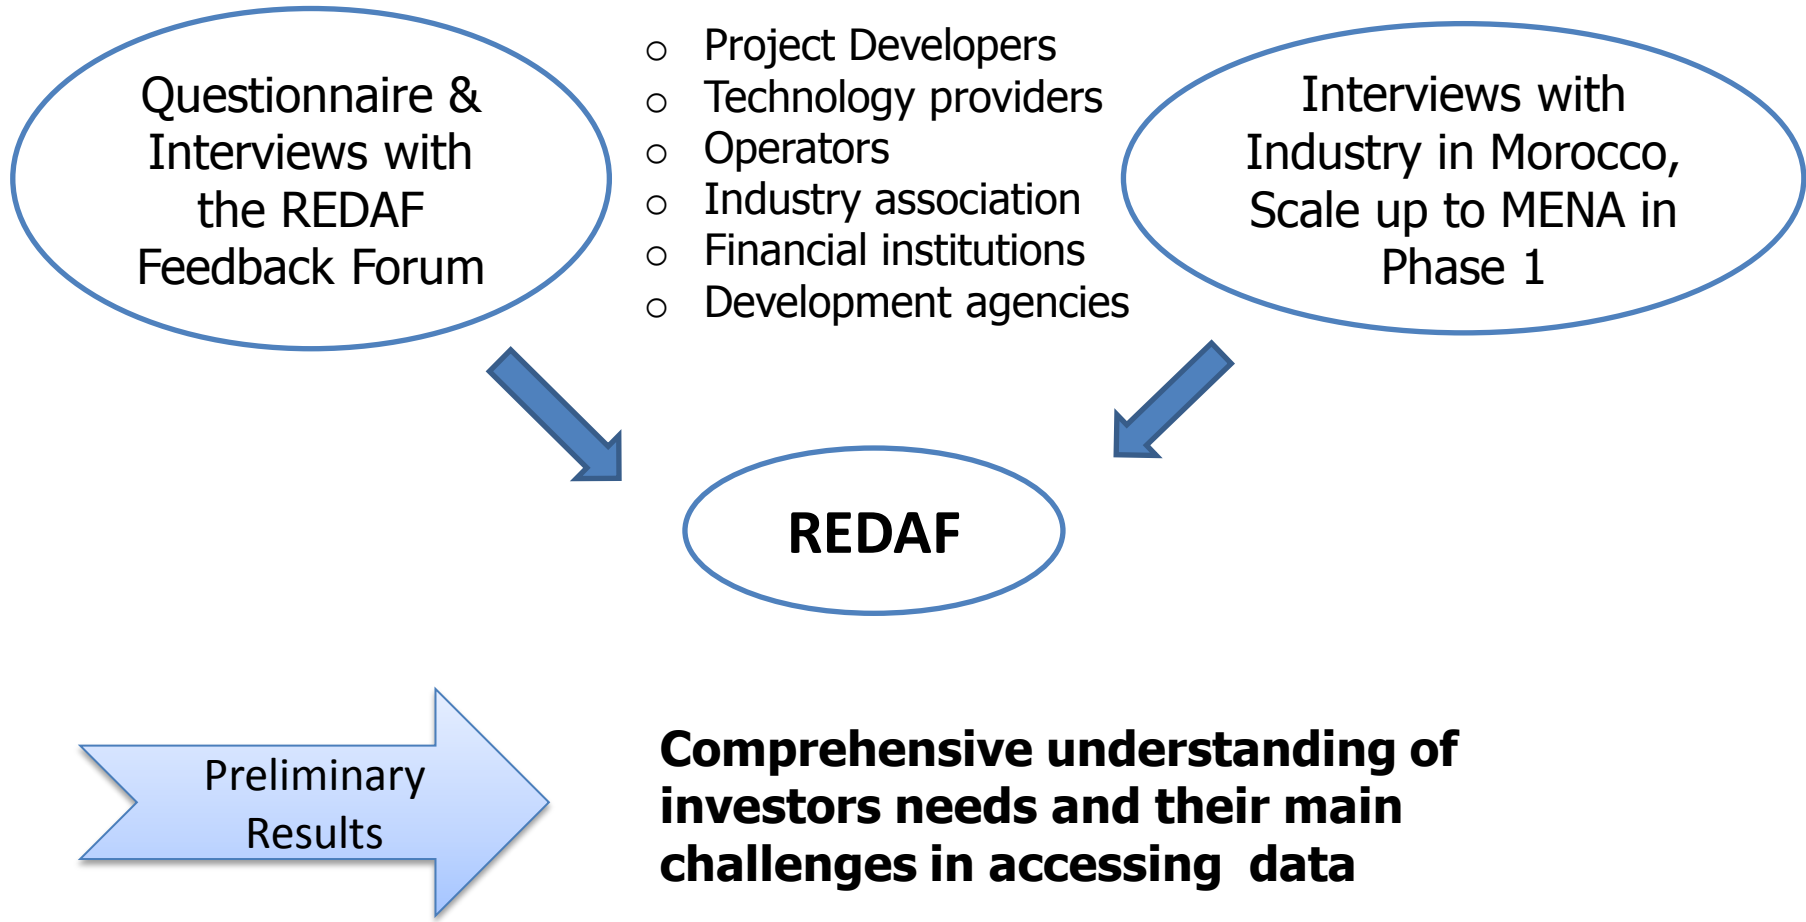 Questionnaire &
Interviews with
the REDAF
Feedback Forum
o Project Developers
o Technology providers
o Operators
o Industry association
o Financial institutions
o Development agencies
Interviews with
Industry in Morocco,
Scale up to MENA in
Phase 1
REDAF
Preliminary
Results
Comprehensive understanding of
investors needs and their main
challenges in accessing  data